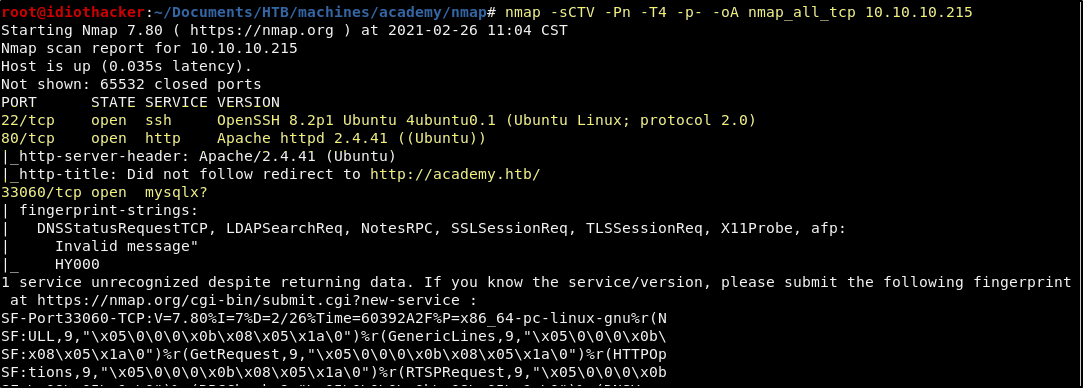 root@idiothacker:~/Documents/HTB/machines/academy/nmap# nmap -sCTV -Pn -T4 -p- -oA nmap_all_tcp 10.10.10.215
Starting Nmap 7.80 ( https://nmap.org ) at 2021-02-26 11:04 CST
Nmap scan report for 10.10.10.215
Host is up (0.035s latency).
Not shown: 65532 closed ports
PORT      STATE SERVICE VERSION
22/tcp    open  ssh     OpenSSH 8.2p1 Ubuntu 4ubuntu0.1 (Ubuntu Linux; protocol 2.0)
80/tcp    open  http    Apache httpd 2.4.41 ((Ubuntu))
|_http-server-header: Apache/2.4.41 (Ubuntu)
|_http-title: Did not follow redirect to http://academy.htb/
33060/tcp open  mysqlx?
| fingerprint-strings:
|   DNSStatusRequestTCP, LDAPSearchReq, NotesRPC, SSLSessionReq, TLSSessionReq, X11Probe, afp:
|     Invalid message"
|_    HY000
1 service unrecognized despite returning data. If you know the service/version, please submit the following fingerprint
 at https://nmap.org/cgi-bin/submit.cgi?new-service :
SF-Port33060-TCP:V=7.80%I=7%D=2/26%Time=60392A2F%P=x86_64-pc-linux-gnu%r(N
SF:ULL,9,"\x05\0\0\0\x0b\x08\x05\x1a\0")%r(GenericLines,9,"\x05\0\0\0\x0b\
SF:x08\x05\x1a\0")%r(GetRequest,9,"\x05\0\0\0\x0b\x08\x05\x1a\0")%r(HTTPOp
SF:tions,9,"\x05\0\0\0\x0b\x08\x05\x1a\0")%r(RTSPRequest,9,"\x05\0\0\0\x0b